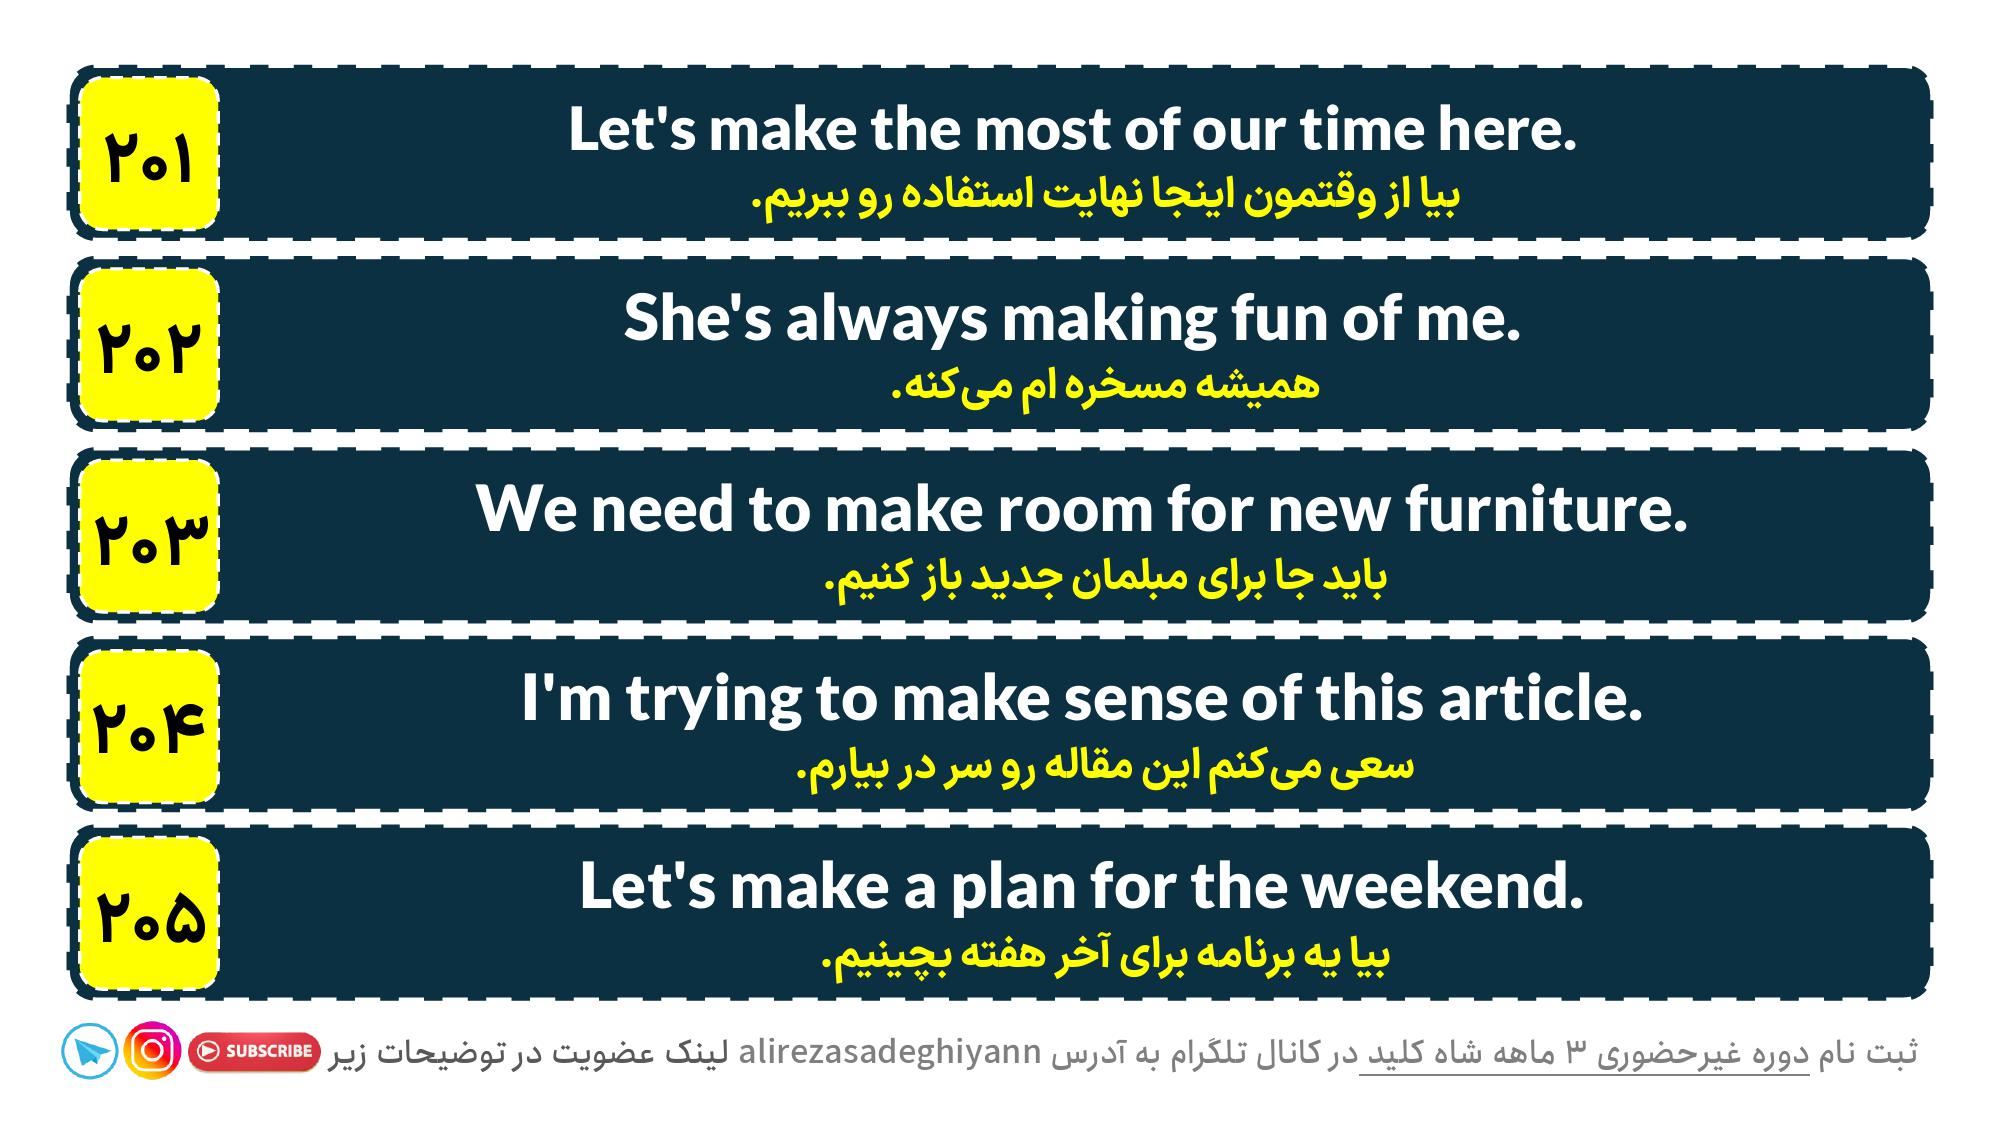 ۲۰۱
Let's make the most of our time here.
بیا از وقتمون اینجا نهایت استفاده رو ببریم.
۲۰۲
She's always making fun of me.
همیشه مسخره ام می‌کنه.
۲۰۳
We need to make room for new furniture.
باید جا برای مبلمان جدید باز کنیم.
۲۰۴
I'm trying to make sense of this article.
سعی می‌کنم این مقاله رو سر در بیارم.
۲۰۵
Let's make a plan for the weekend.
بیا یه برنامه برای آخر هفته بچینیم.
ثبت نام دوره غیرحضوری ۳ ماهه شاه کلید در کانال تلگرام به آدرس alirezasadeghiyann لینک عضویت در توضیحات زیر SUBSCRIBE